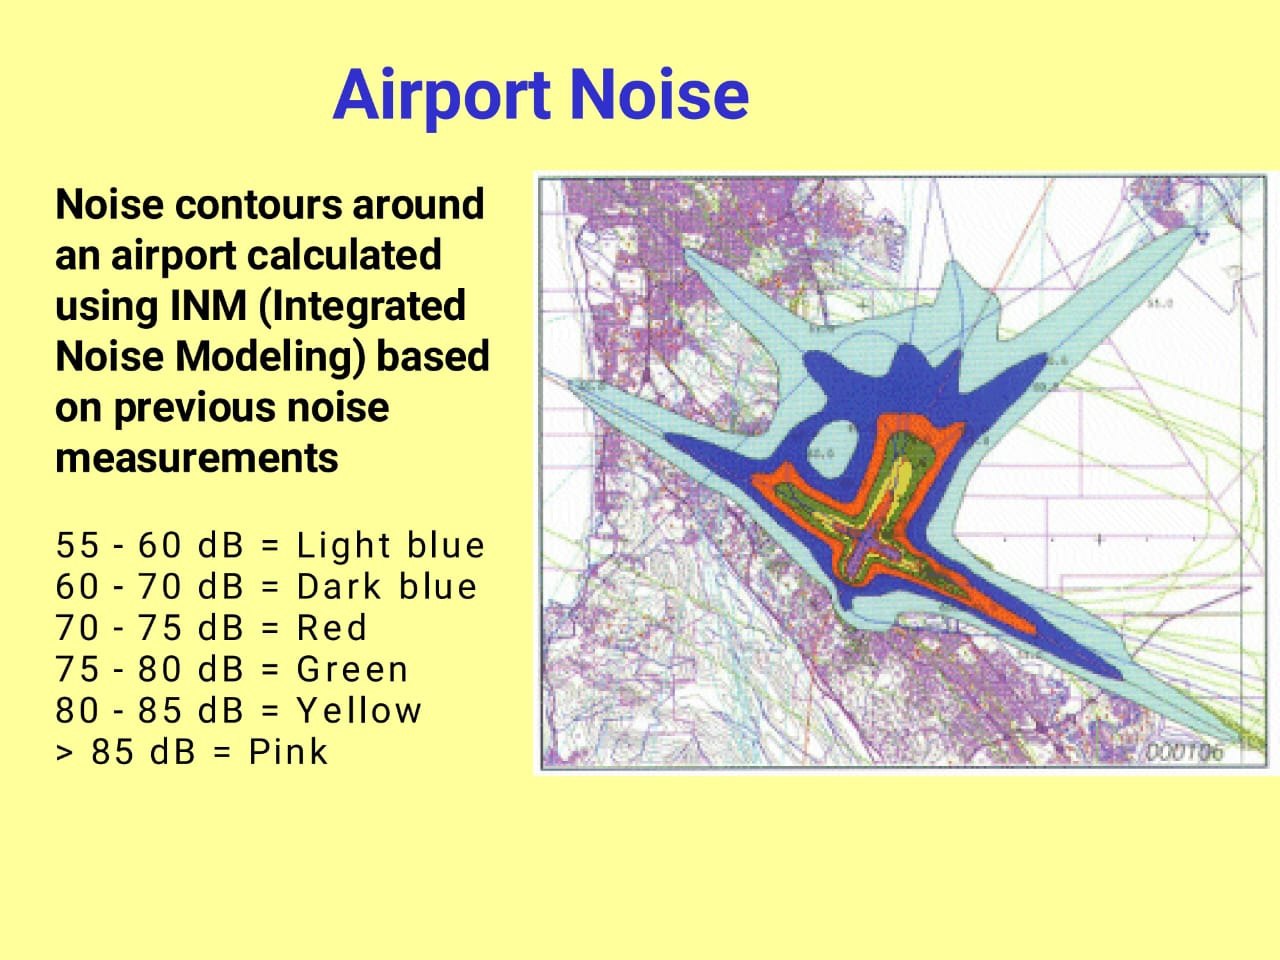 Airport Noise
Noise contours around
an airport calculated
using INM (Integrated
Noise Modeling) based
on previous noise
measurements
55 - 60 dB = Light blue
60 - 70 dB = Dark blue
70 - 75 dB = Red
75 - 80 dB = Green
80 - 85 dB = Yellow
> 85 dB = Pink
000106